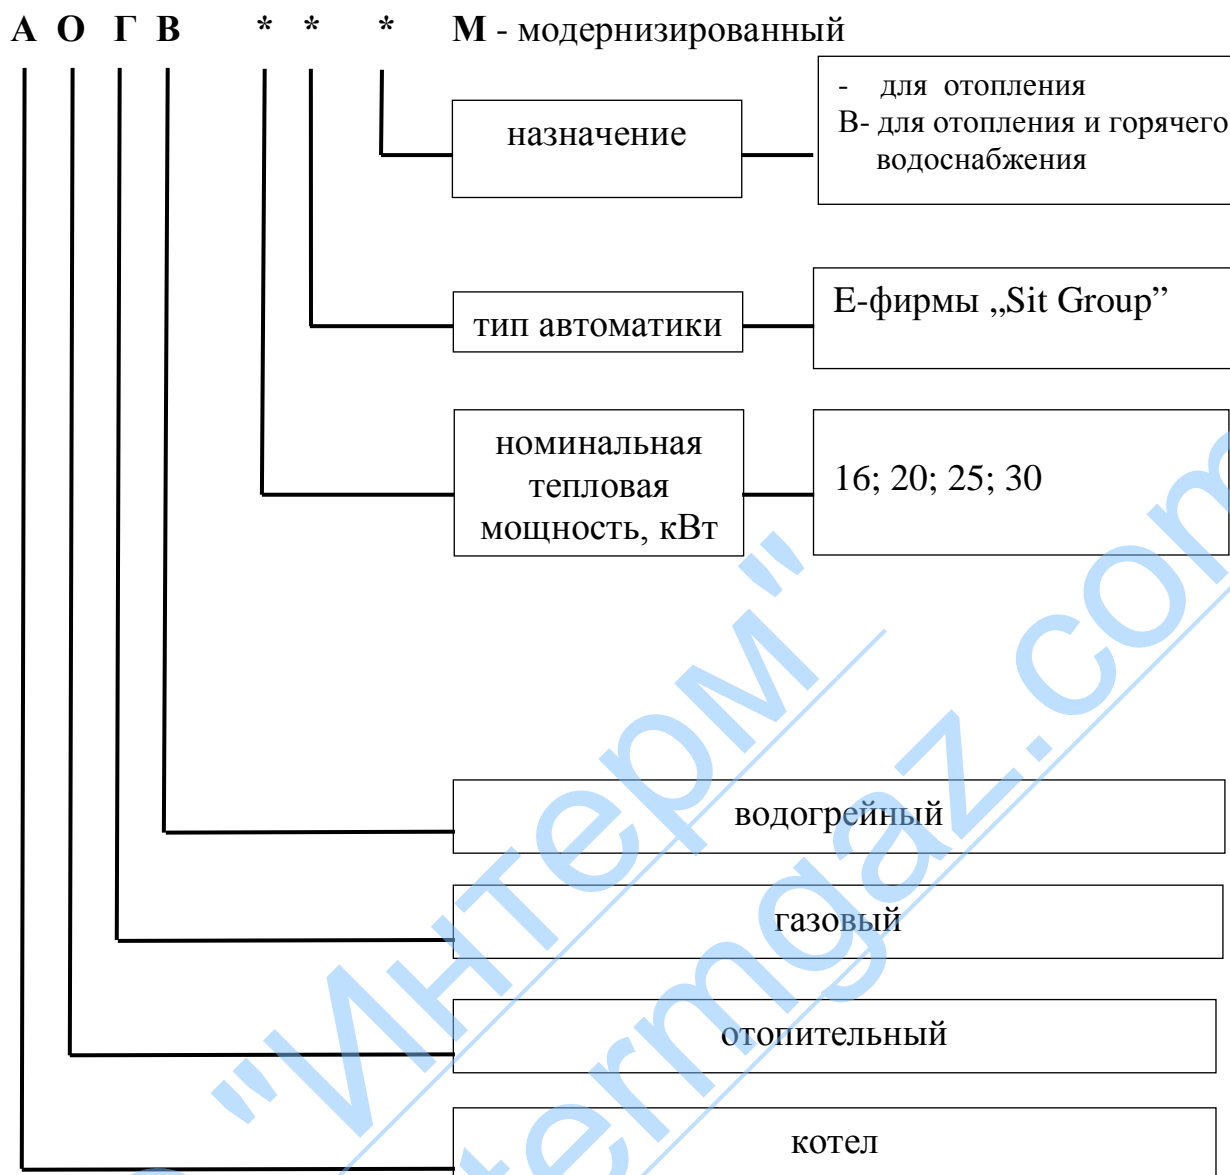 А О Г В * * * М - модернизированный
- для отопления
В- для отопления и горячего
водоснабжения
назначение
Е-фирмы „Sit Group”
тип автоматики
номинальная
тепловая
мощность, кВт
16; 20; 25; 30
водогрейный
газовый
отопительный
котел
"Интерм"
termgaz.com